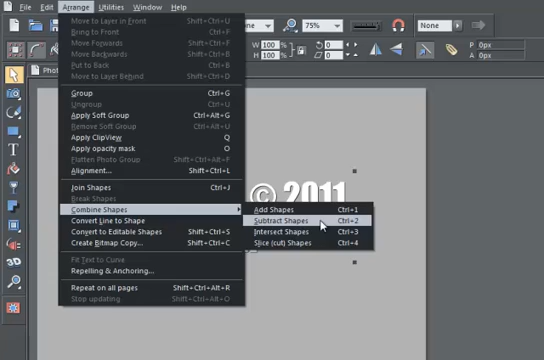 File Edit Arrange Utilities Window Help
Move to Layer in Front Shift+Ctrl+U
Bring to Front Ctrl+F
Move Forwards Shift+Ctrl+F
Move Backwards Shift+Ctrl+B
Put to Back Ctrl+B
Move to Layer Behind Shift+Ctrl+D
Group Ctrl+G
Ungroup Ctrl+U
Apply Soft Group Ctrl+Alt+G
Remove Soft Group Ctrl+Alt+U
Apply ClipView Q
Apply opacity mask O
Flatten Photo Group Shift+Alt+F
Alignment... Shift+Ctrl+L
Join Shapes Ctrl+J
Break Shapes
Combine Shapes
Convert Line to Shape
Convert to Editable Shapes Shift+Ctrl+S
Create Bitmap Copy... Shift+Ctrl+C
Fit Text to Curve
Repelling & Anchoring...
Repeat on all pages Shift+Ctrl+Alt+R
Stop updating Shift+Ctrl+Alt+O
Add Shapes Ctrl+1
Subtract Shapes Ctrl+2
Intersect Shapes Ctrl+3
Slice (cut) Shapes Ctrl+4
75% None
W 100 % 0 P 0px
H 100 % 0 P 0px
Phot
© 2011
T
3D